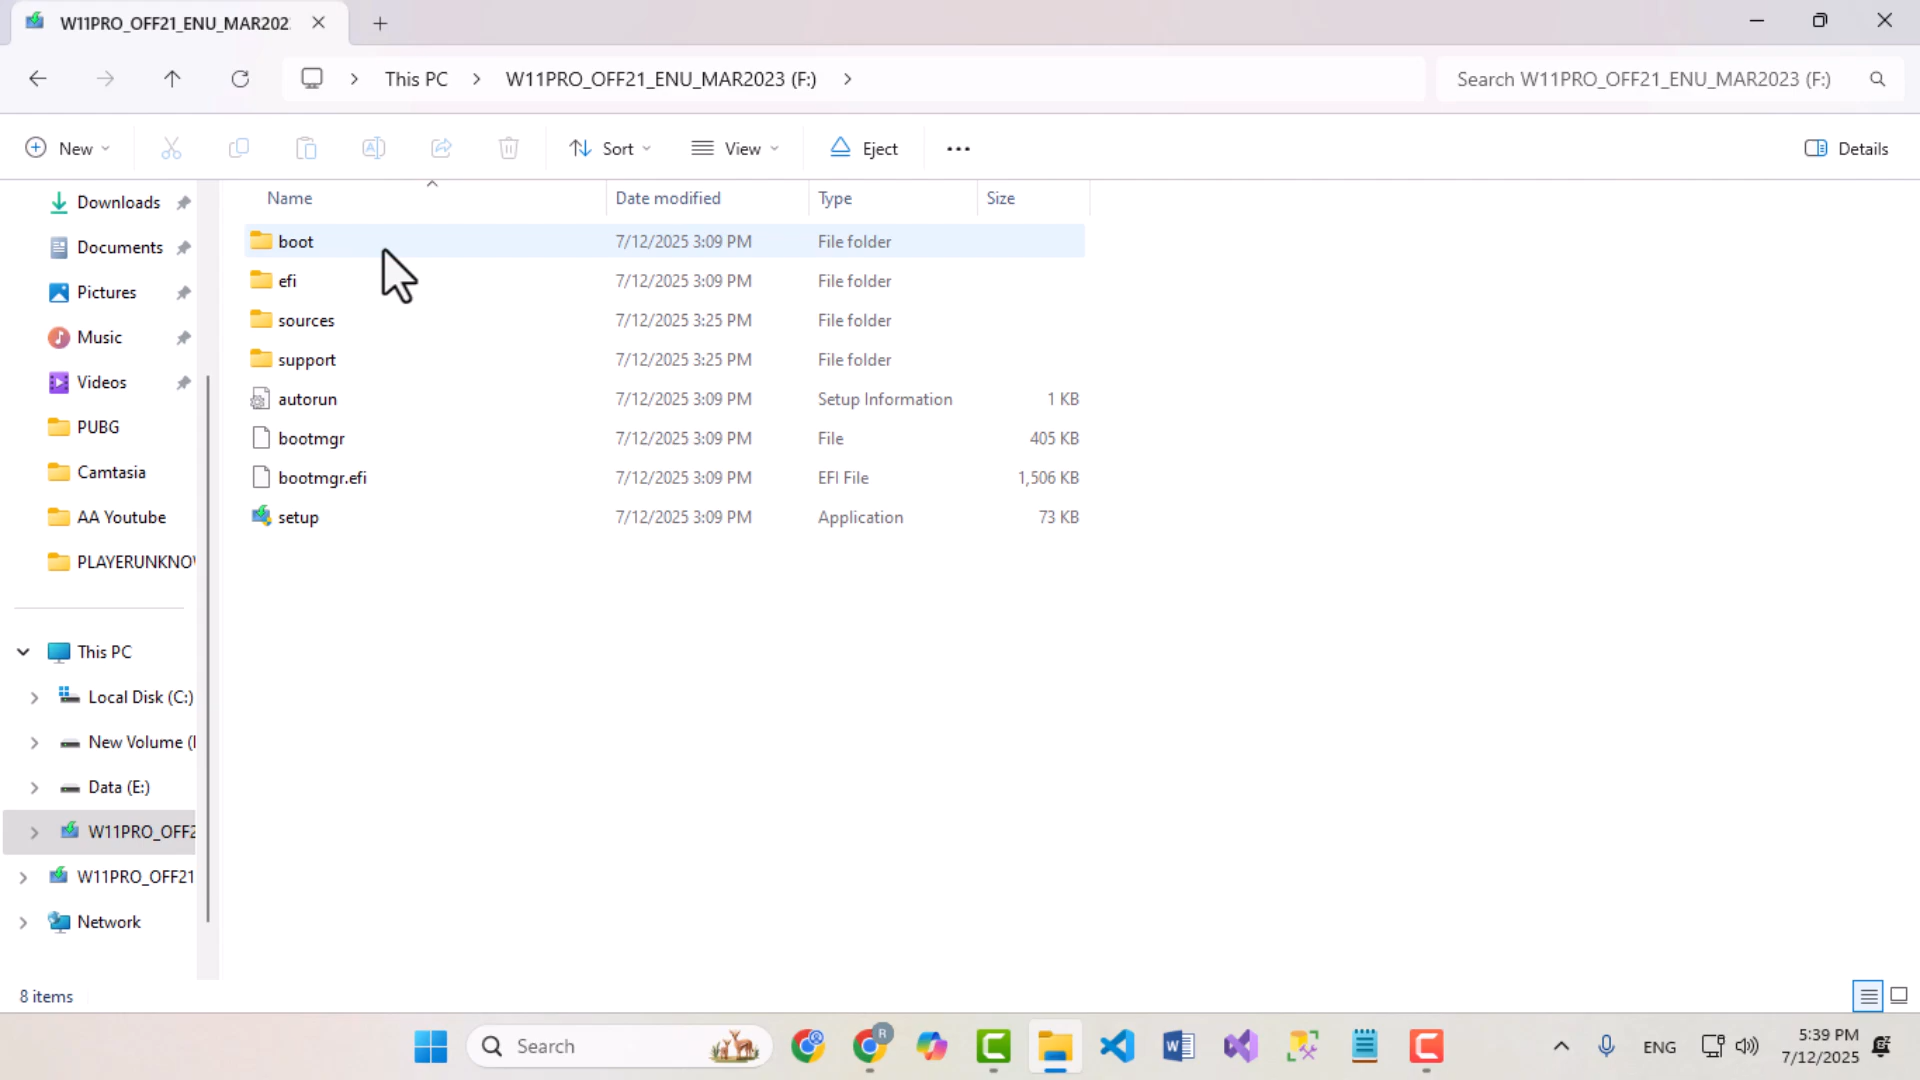 W11PRO_OFF21_ENU_MAR202
This PC
W11PRO_OFF21_ENU_MAR2023 (F:)
Search W11PRO_OFF21_ENU_MAR2023 (F:)
New
Sort
View
Eject
Details
Downloads
Documents
Pictures
Music
Videos
PUBG
Camtasia
AA Youtube
PLAYERUNKNO
This PC
Local Disk (C:)
New Volume (
Data (E:)
W11PRO_OFF2
W11PRO_OFF21
Network
Name Date modified Type Size
boot 7/12/2025 3:09 PM File folder
efi 7/12/2025 3:09 PM File folder
sources 7/12/2025 3:25 PM File folder
support 7/12/2025 3:25 PM File folder
autorun 7/12/2025 3:09 PM Setup Information 1 KB
bootmgr 7/12/2025 3:09 PM File 405 KB
bootmgr.efi 7/12/2025 3:09 PM EFI File 1,506 KB
setup 7/12/2025 3:09 PM Application 73 KB
8 items
Search
R
ENG
5:39 PM
7/12/2025